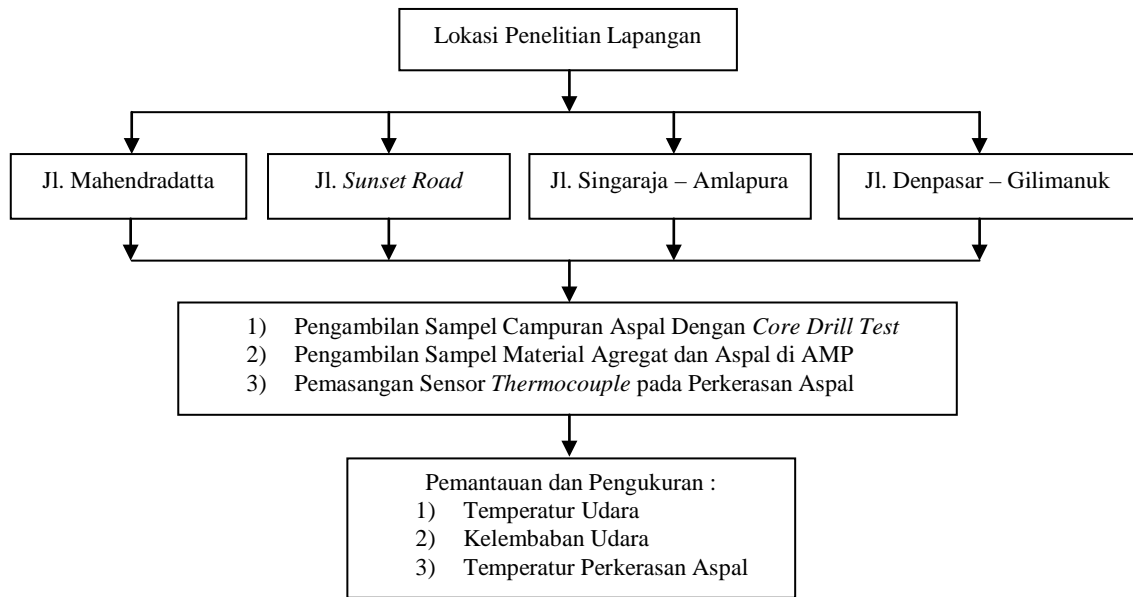 Lokasi Penelitian Lapangan
Jl. Mahendradatta
Jl. Sunset Road
Jl. Singaraja – Amlapura
Jl. Denpasar – Gilimanuk
1) Pengambilan Sampel Campuran Aspal Dengan Core Drill Test
2) Pengambilan Sampel Material Agregat dan Aspal di AMP
3) Pemasangan Sensor Thermocouple pada Perkerasan Aspal
Pemantauan dan Pengukuran :
1) Temperatur Udara
2) Kelembaban Udara
3) Temperatur Perkerasan Aspal